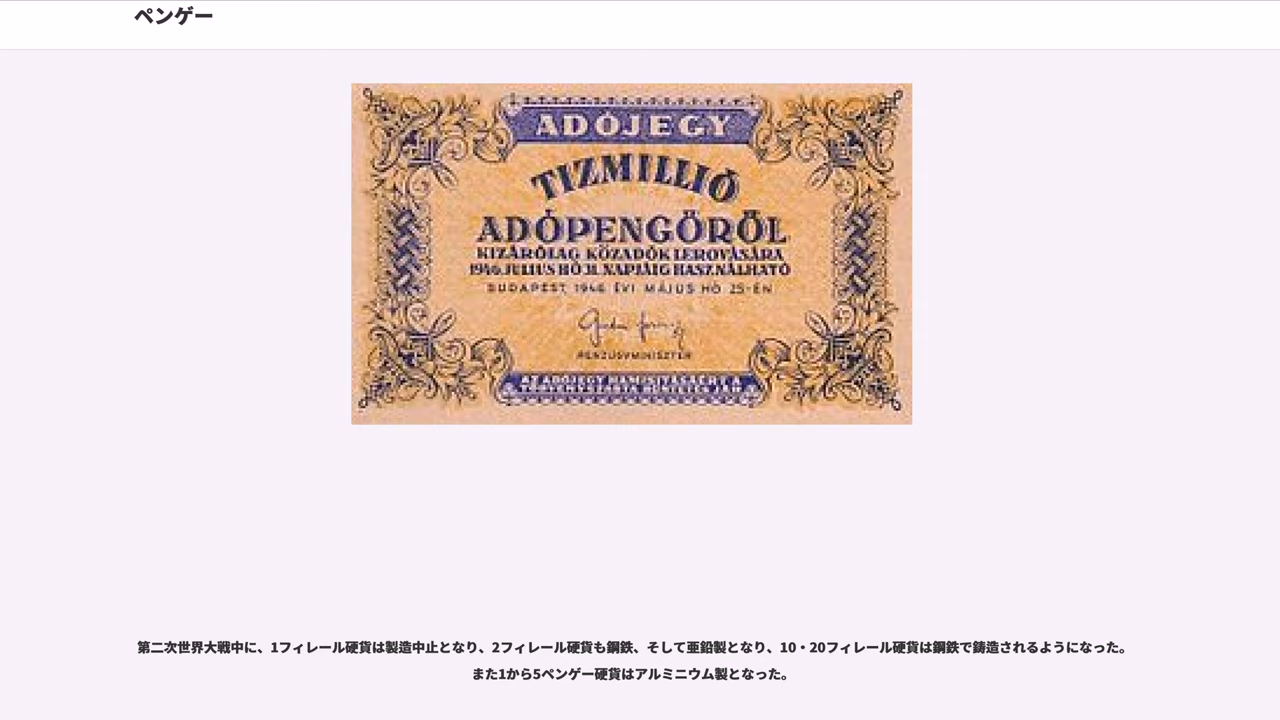 ペンゲー
ADÓJEGY
TIZMILLIÓ
ADÓPENGŐRŐL
KIZÁRÓLAG KÖZADÓK LEROVÁSÁRA
1946. JULIUS HÓ 31. NAPJÁIG HASZNÁLHATÓ
BUDAPEST 1946 ÉVI MÁJUS HÓ 25-ÉN
PÉNZÜGYMINISZTER
AZ ADÓJEGY HAMISÍTÁSÁÉRT A
第二次世界大戦中に、1フィレール硬貨は製造中止となり、2フィレール硬貨も鋼鉄、そして亜鉛製となり、10・20フィレール硬貨は鋼鉄で鋳造されるようになった。
また1から5ペンゲー硬貨はアルミニウム製となった。